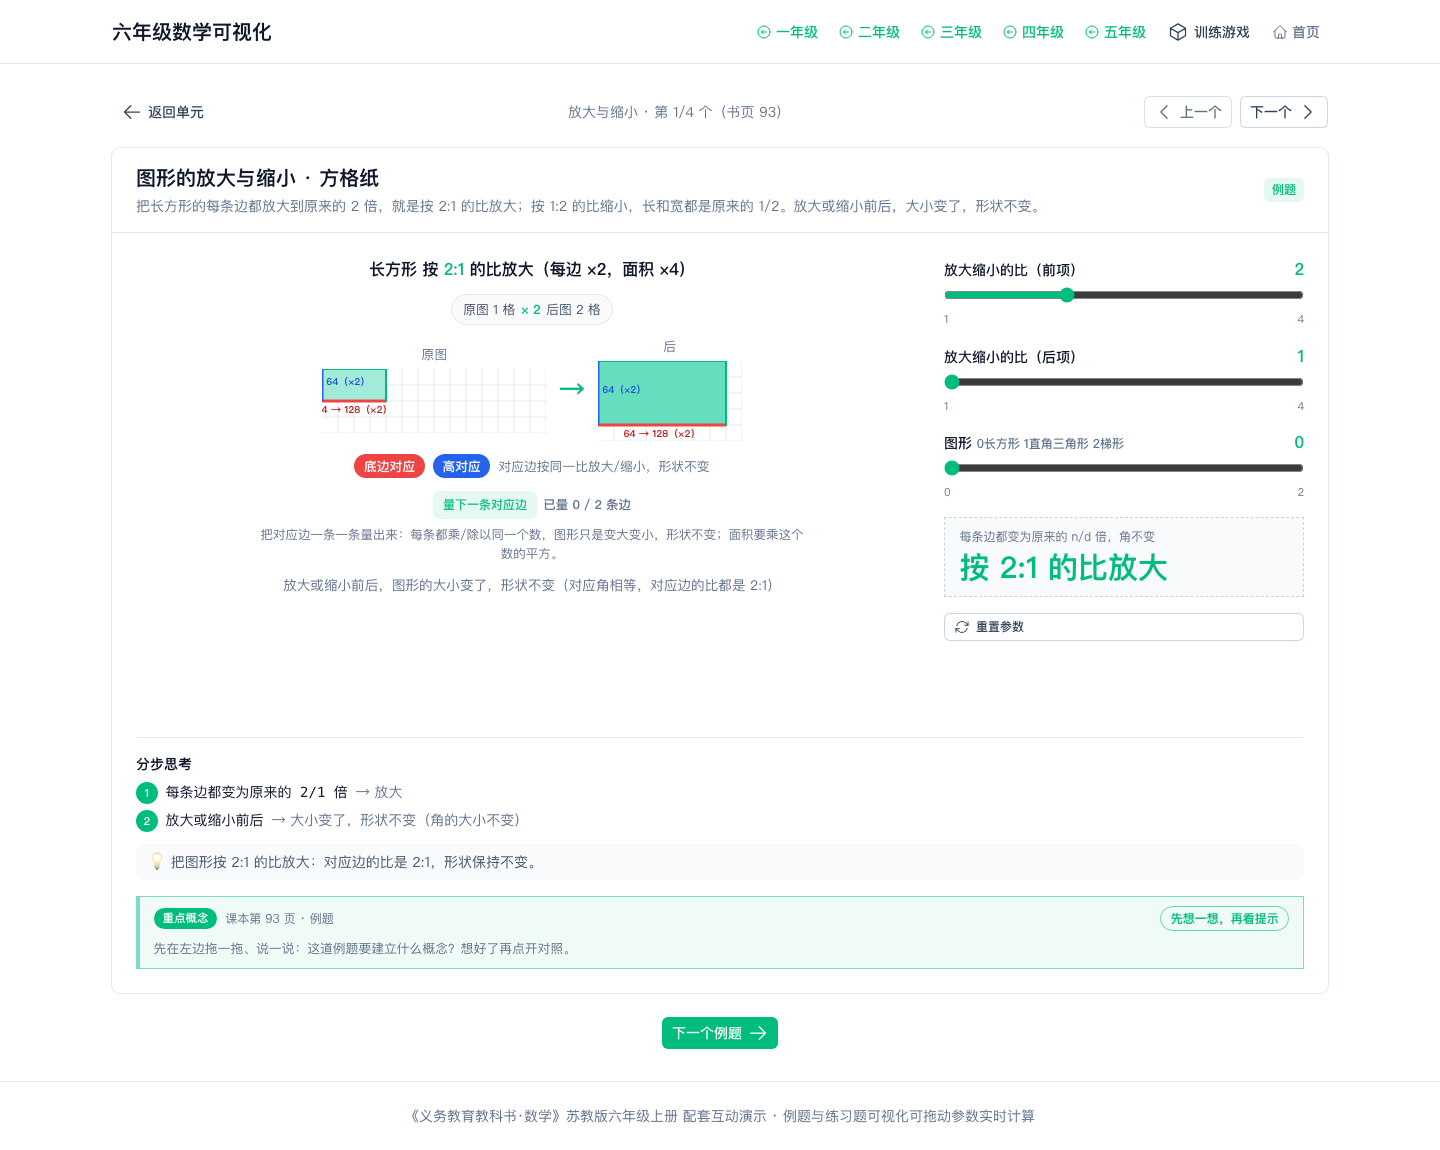 六年级数学可视化
一年级 二年级 三年级 四年级 五年级 训练游戏 首页
返回单元
放大与缩小 · 第 1/4 个（书页 93）
上一个 下一个
图形的放大与缩小 · 方格纸
把长方形的每条边都放大到原来的 2 倍，就是按 2:1 的比放大；按 1:2 的比缩小，长和宽都是原来的 1/2。放大或缩小前后，大小变了，形状不变。
例题
长方形 按 2:1 的比放大（每边 ×2，面积 ×4）
原图 1 格 × 2 后图 2 格
原图
64（×2）
4 → 128（×2）
后
64（×2）
64 → 128（×2）
底边对应 高对应 对应边按同一比放大/缩小，形状不变
量下一条对应边 已量 0 / 2 条边
把对应边一条一条量出来：每条都乘/除以同一个数，图形只是变大变小，形状不变；面积要乘这个
数的平方。
放大或缩小前后，图形的大小变了，形状不变（对应角相等，对应边的比都是 2:1）
放大缩小的比（前项） 2
1 4
放大缩小的比（后项） 1
1 4
图形 0长方形 1直角三角形 2梯形 0
0 2
每条边都变为原来的 n/d 倍，角不变
按 2:1 的比放大
重置参数
分步思考
1 每条边都变为原来的 2/1 倍 → 放大
2 放大或缩小前后 → 大小变了，形状不变（角的大小不变）
把图形按 2:1 的比放大：对应边的比是 2:1，形状保持不变。
重点概念 课本第 93 页 · 例题
先想一想，再看提示
先在左边拖一拖、说一说：这道例题要建立什么概念？想好了再点开对照。
下一个例题
《义务教育教科书·数学》苏教版六年级上册 配套互动演示 · 例题与练习题可视化可拖动参数实时计算